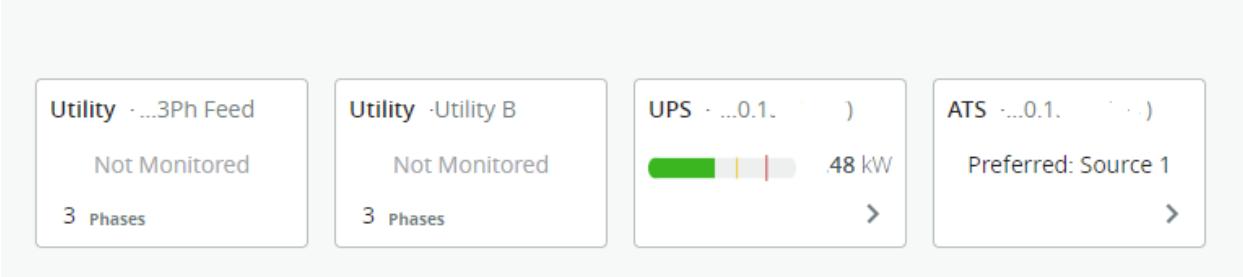 Utility · ...3Ph Feed
Not Monitored
3 Phases
Utility ·Utility B
Not Monitored
3 Phases
UPS · ...0.1. )
.48 kW
ATS ·...0.1. )
Preferred: Source 1